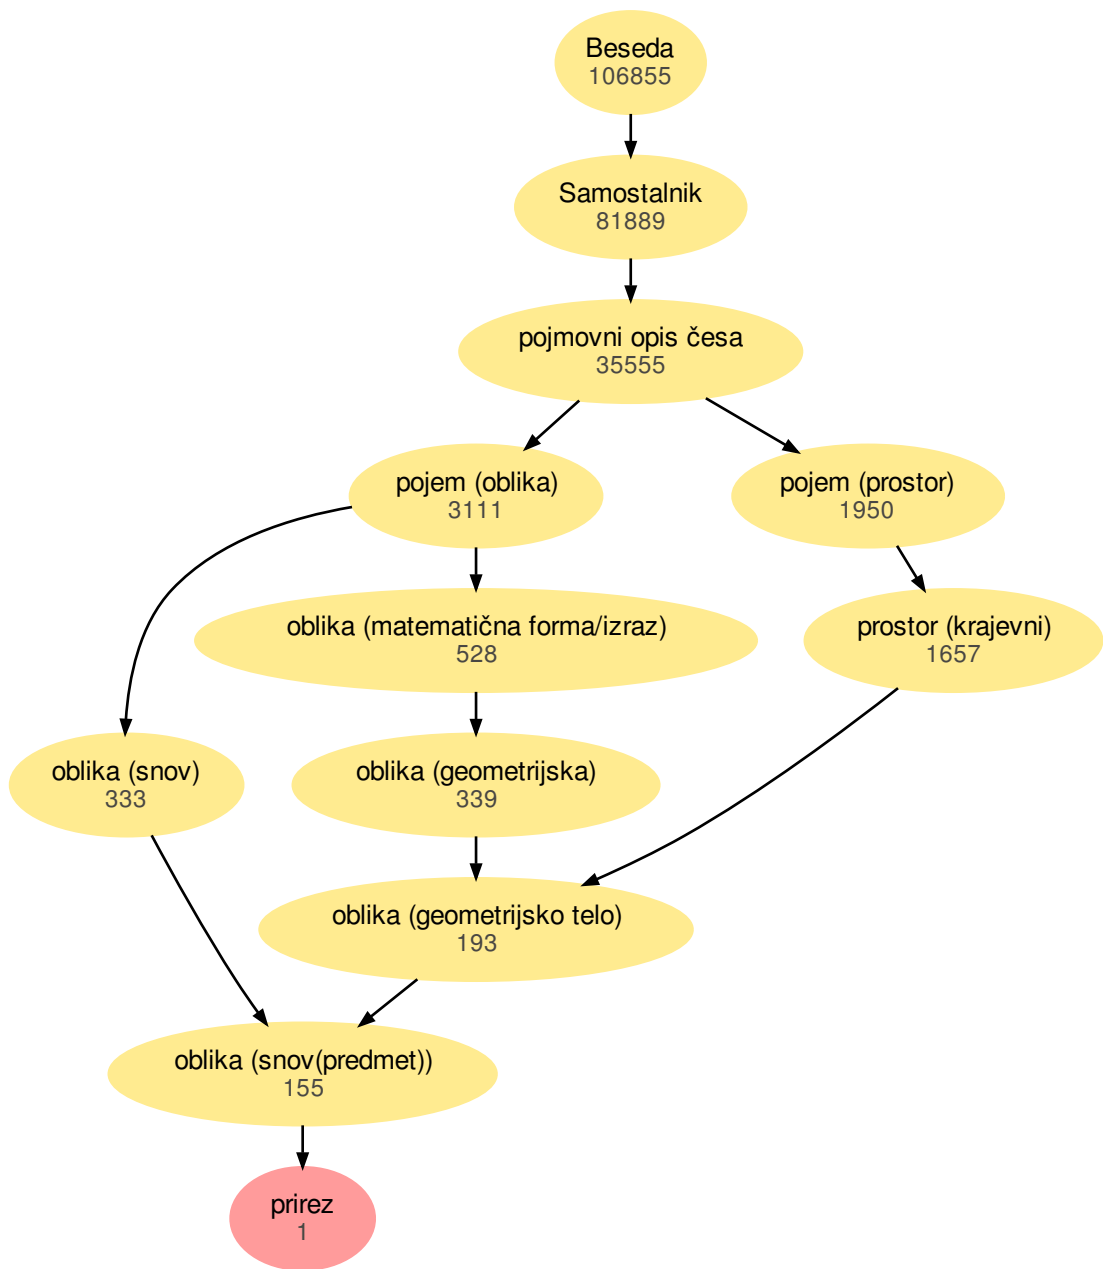 Beseda
106855
Samostalnik
81889
pojmovni opis česa
35555
pojem (oblika)
3111
pojem (prostor)
1950
oblika (matematična forma/izraz)
528
prostor (krajevni)
1657
oblika (snov)
333
oblika (geometrijska)
339
oblika (geometrijsko telo)
193
oblika (snov(predmet))
155
prirez
1